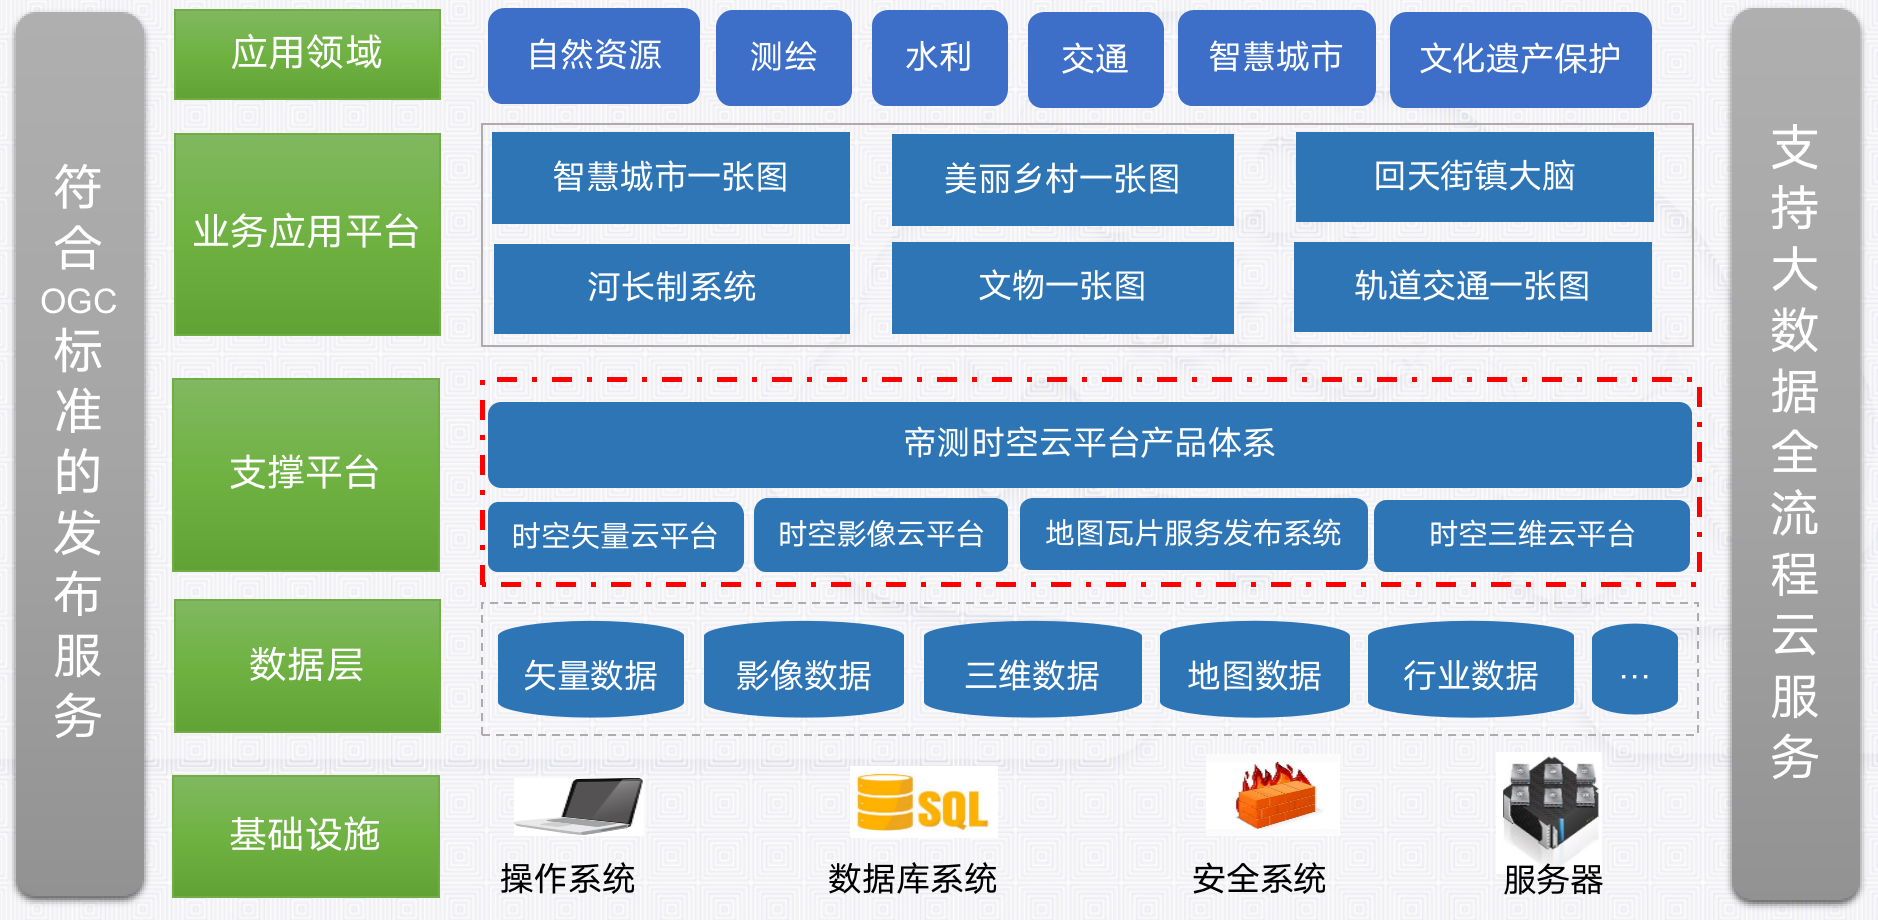 符合OGC标准的发布服务
应用领域
自然资源
测绘
水利
交通
智慧城市
文化遗产保护
业务应用平台
智慧城市一张图
美丽乡村一张图
回天街镇大脑
河长制系统
文物一张图
轨道交通一张图
支撑平台
帝测时空云平台产品体系
时空矢量云平台
时空影像云平台
地图瓦片服务发布系统
时空三维云平台
数据层
矢量数据
影像数据
三维数据
地图数据
行业数据
…
基础设施
SQL
操作系统
数据库系统
安全系统
服务器
支持大数据全流程云服务